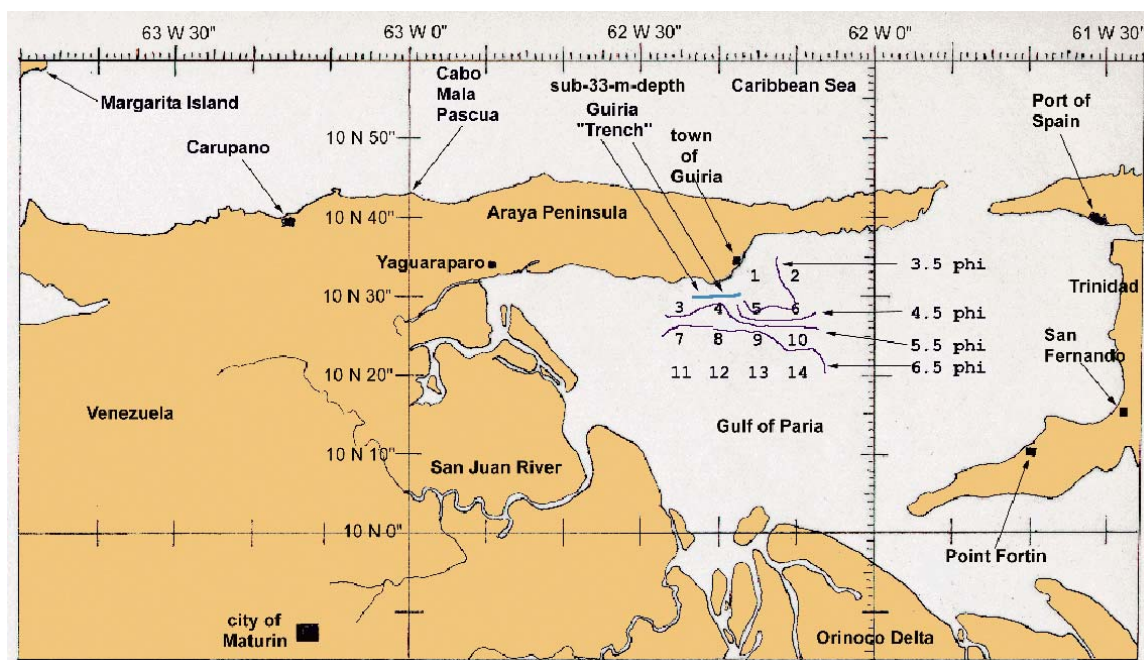 63 W 30"
63 W 0"
62 W 30"
62 W 0"
61 W 30"
Margarita Island
Carupano
Cabo
Mala
Pascua
sub-33-m-depth
Guiria
"Trench"
Caribbean Sea
town
of
Guiria
Port of
Spain
10 N 50"
10 N 40"
Araya Peninsula
Yaguaraparo
1
2
3.5 phi
Trinidad
10 N 30"
3
4
5
6
4.5 phi
7
8
9
10
5.5 phi
San
Fernando
6.5 phi
10 N 20"
11
12
13
14
Venezuela
Gulf of Paria
10 N 10"
San Juan River
10 N 0"
Point Fortin
city of
Maturin
Orinoco Delta